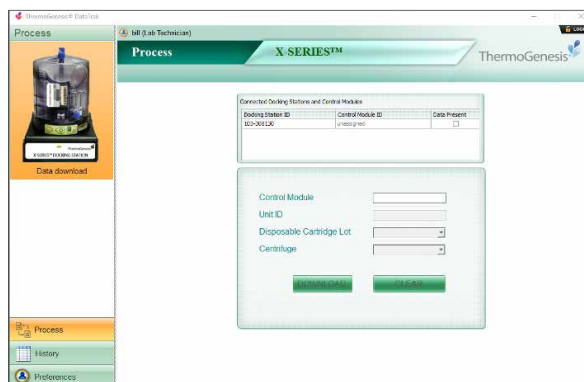 ThermoGenesis® DataTrak
Process
bill (Lab Technician)
Process
X-SERIES™
ThermoGenesis
ThermoGenesis
X-SERIES™ DOCKING STATION
Data download
Connected Docking Stations and Control Modules
Docking Station ID Control Module ID Data Present
unassigned
Control Module
Unit ID
Disposable Cartridge Lot
Centrifuge
DOWNLOAD CLEAR
Process
History
Preferences